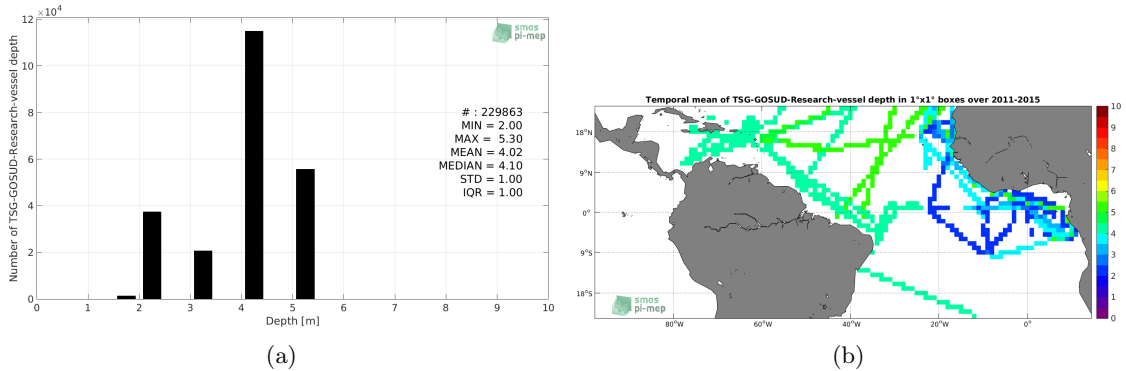 ×10⁴
12
10
8
6
4
2
0
Number of TSG-GOSUD-Research-vessel depth
smos
pi-mep
# : 229863
MIN = 2.00
MAX = 5.30
MEAN = 4.02
MEDIAN = 4.10
STD = 1.00
IQR = 1.00
0 1 2 3 4 5 6 7 8 9 10
Depth [m]
(a)
Temporal mean of TSG-GOSUD-Research-vessel depth in 1°x1° boxes over 2011-2015
18°N
9°N
0°
9°S
18°S
80°W 60°W 40°W 20°W 0°
smos
pi-mep
10
9
8
7
6
5
4
3
2
1
0
(b)